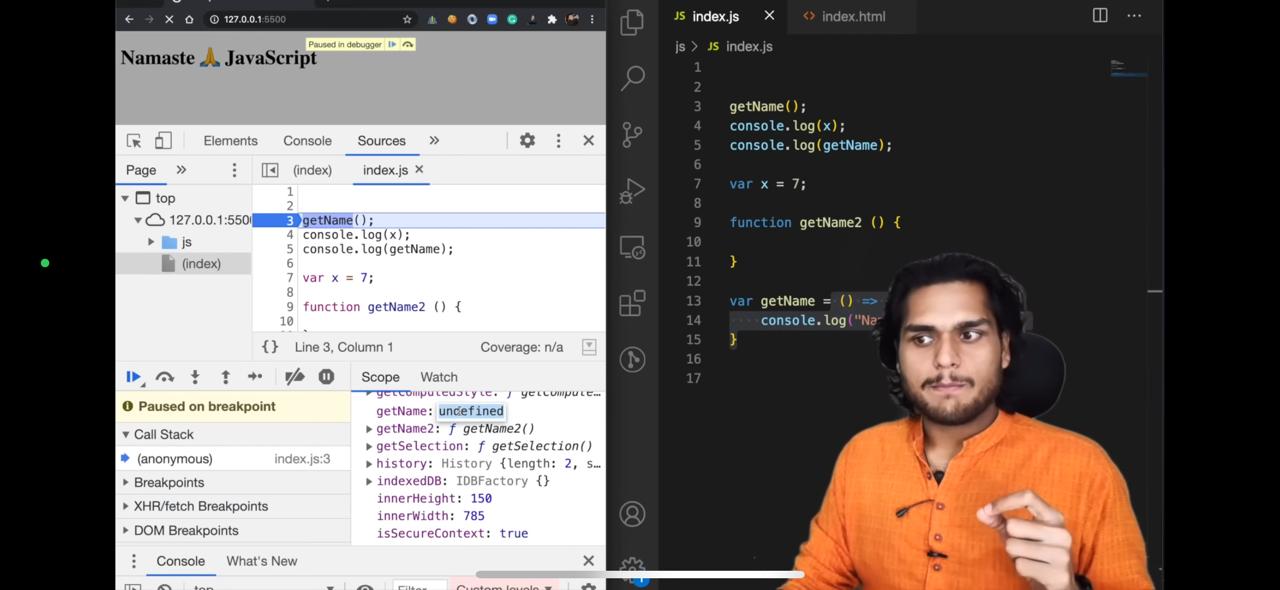 127.0.0.1:5500
Paused in debugger
Namaste 🙏 JavaScript
Elements Console Sources »
Page » (index) index.js ×
top
127.0.0.1:550
js
(index)
1
2
3 getName();
4 console.log(x);
5 console.log(getName);
6
7 var x = 7;
8
9 function getName2 () {
10
{} Line 3, Column 1 Coverage: n/a
Scope Watch
Paused on breakpoint
Call Stack
(anonymous) index.js:3
Breakpoints
XHR/fetch Breakpoints
DOM Breakpoints
getComputedStyle: ƒ getCompute…
getName: undefined
getName2: ƒ getName2()
getSelection: ƒ getSelection()
history: History {length: 2, s…
indexedDB: IDBFactory {}
innerHeight: 150
innerWidth: 785
isSecureContext: true
Console What's New
top Filter Custom levels
JS index.js × <> index.html
js > JS index.js
1
2
3 getName();
4 console.log(x);
5 console.log(getName);
6
7 var x = 7;
8
9 function getName2 () {
10
11 }
12
13 var getName = () =>
14 console.log("Na
15 }
16
17